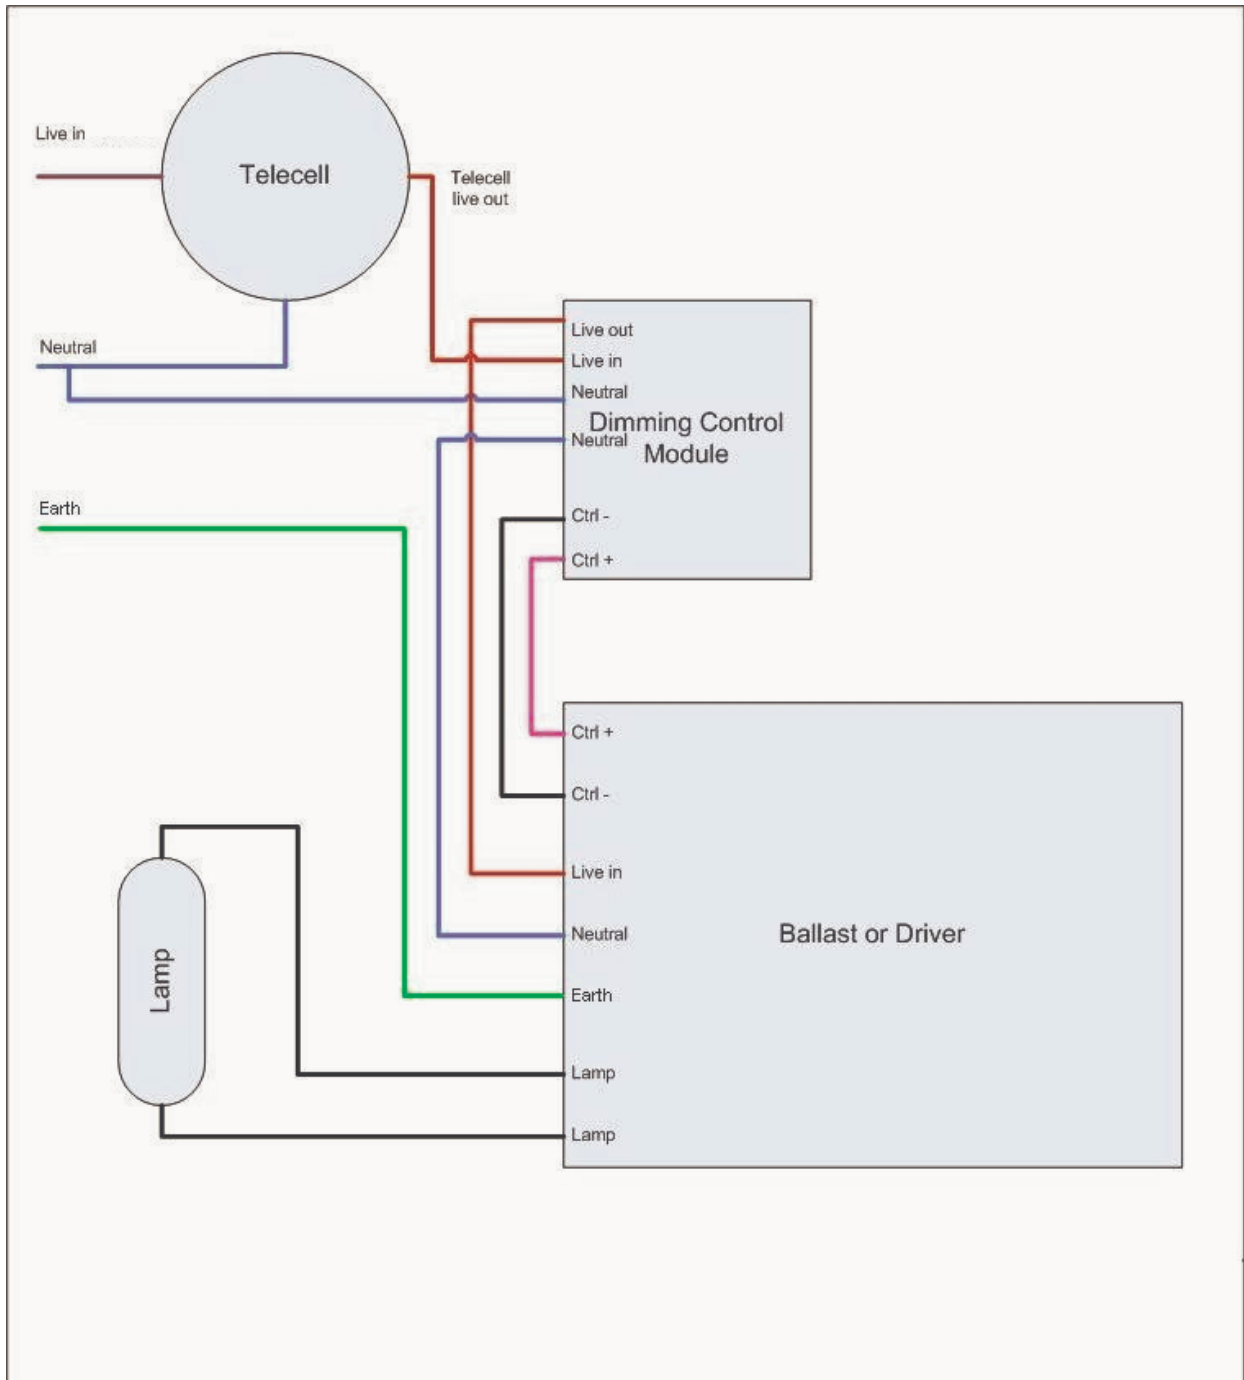 Live in
Telecell
Telecell
live out
Neutral
Live out
Live in
Neutral
Dimming Control
Neutral
Module
Earth
Ctrl -
Ctrl +
Ctrl +
Ctrl -
Live in
Neutral
Ballast or Driver
Lamp
Earth
Lamp
Lamp